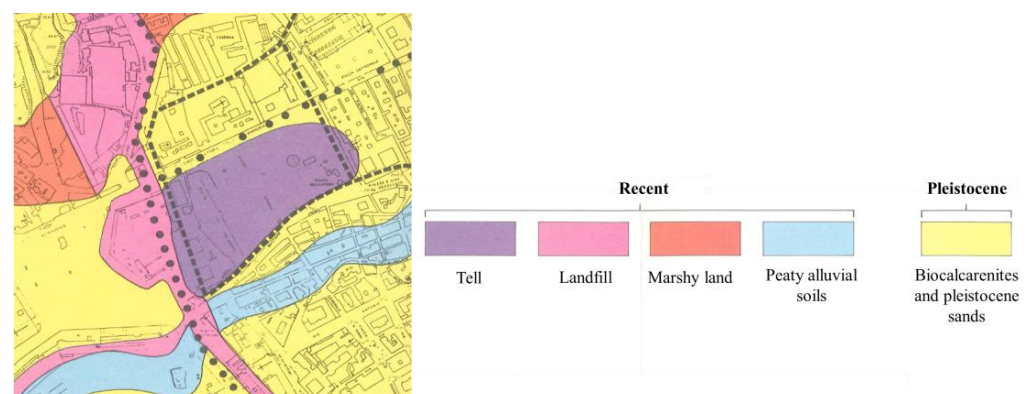 Recent
Pleistocene
Tell
Landfill
Marshy land
Peaty alluvial
soils
Biocalcarenites
and pleistocene
sands